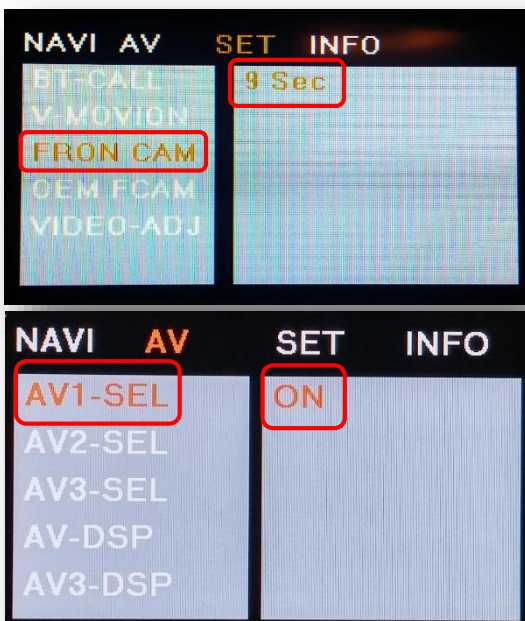 NAVI AV SET INFO
BT-CALL 9 Sec
V-MOVION
FRON CAM
OEM FCAM
VIDEO-ADJ
NAVI AV SET INFO
AV1-SEL ON
AV2-SEL
AV3-SEL
AV-DSP
AV3-DSP